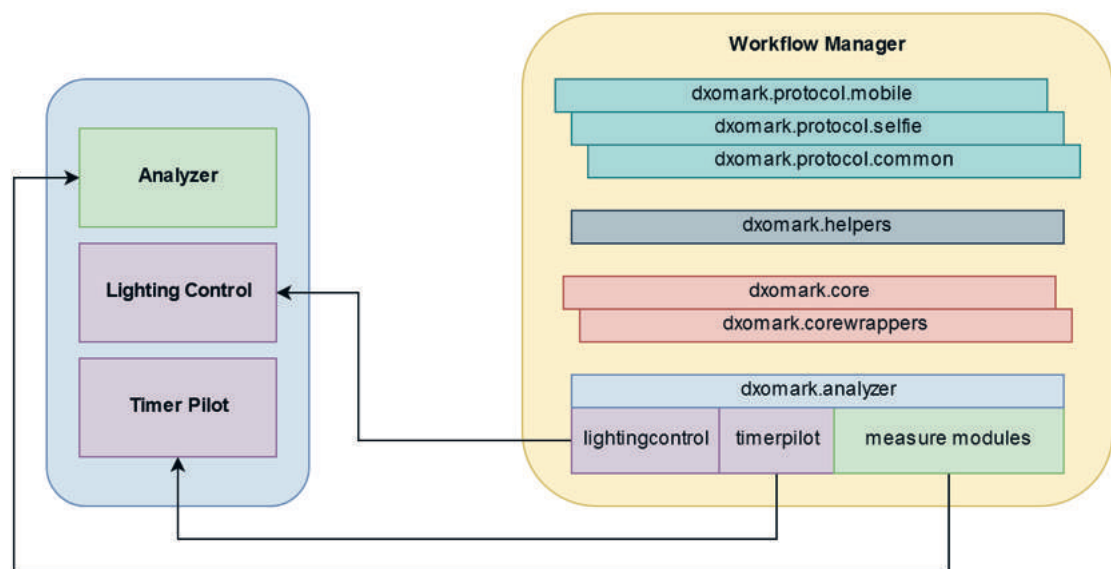 Analyzer
Lighting Control
Timer Pilot
Workflow Manager
dxomark.protocol.mobile
dxomark.protocol.selfie
dxomark.protocol.common
dxomark.helpers
dxomark.core
dxomark.corewrappers
dxomark.analyzer
lightingcontrol
timerpilot
measure modules